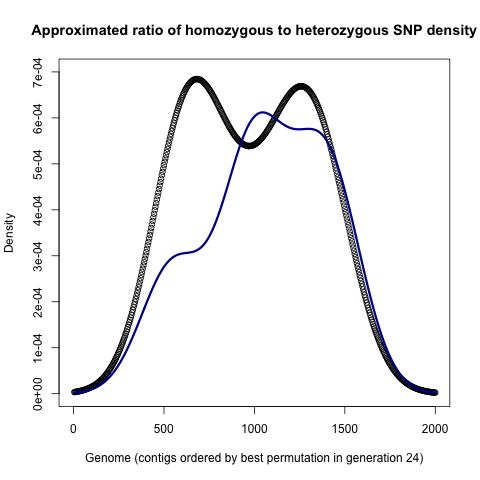 Approximated ratio of homozygous to heterozygous SNP density
7e-04
6e-04
5e-04
4e-04
3e-04
2e-04
1e-04
0e+00
Density
0 500 1000 1500 2000
Genome (contigs ordered by best permutation in generation 24)